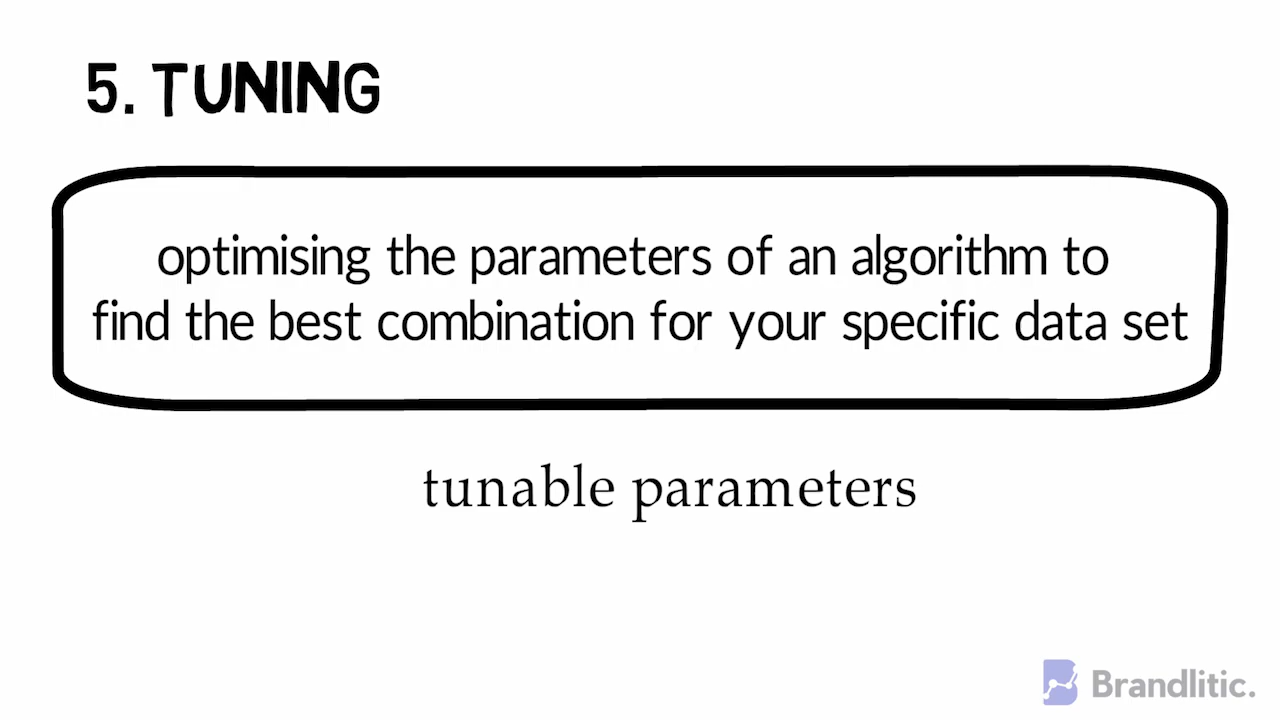 5. TUNING
optimising the parameters of an algorithm to
find the best combination for your specific data set
tunable parameters
Brandlitic.